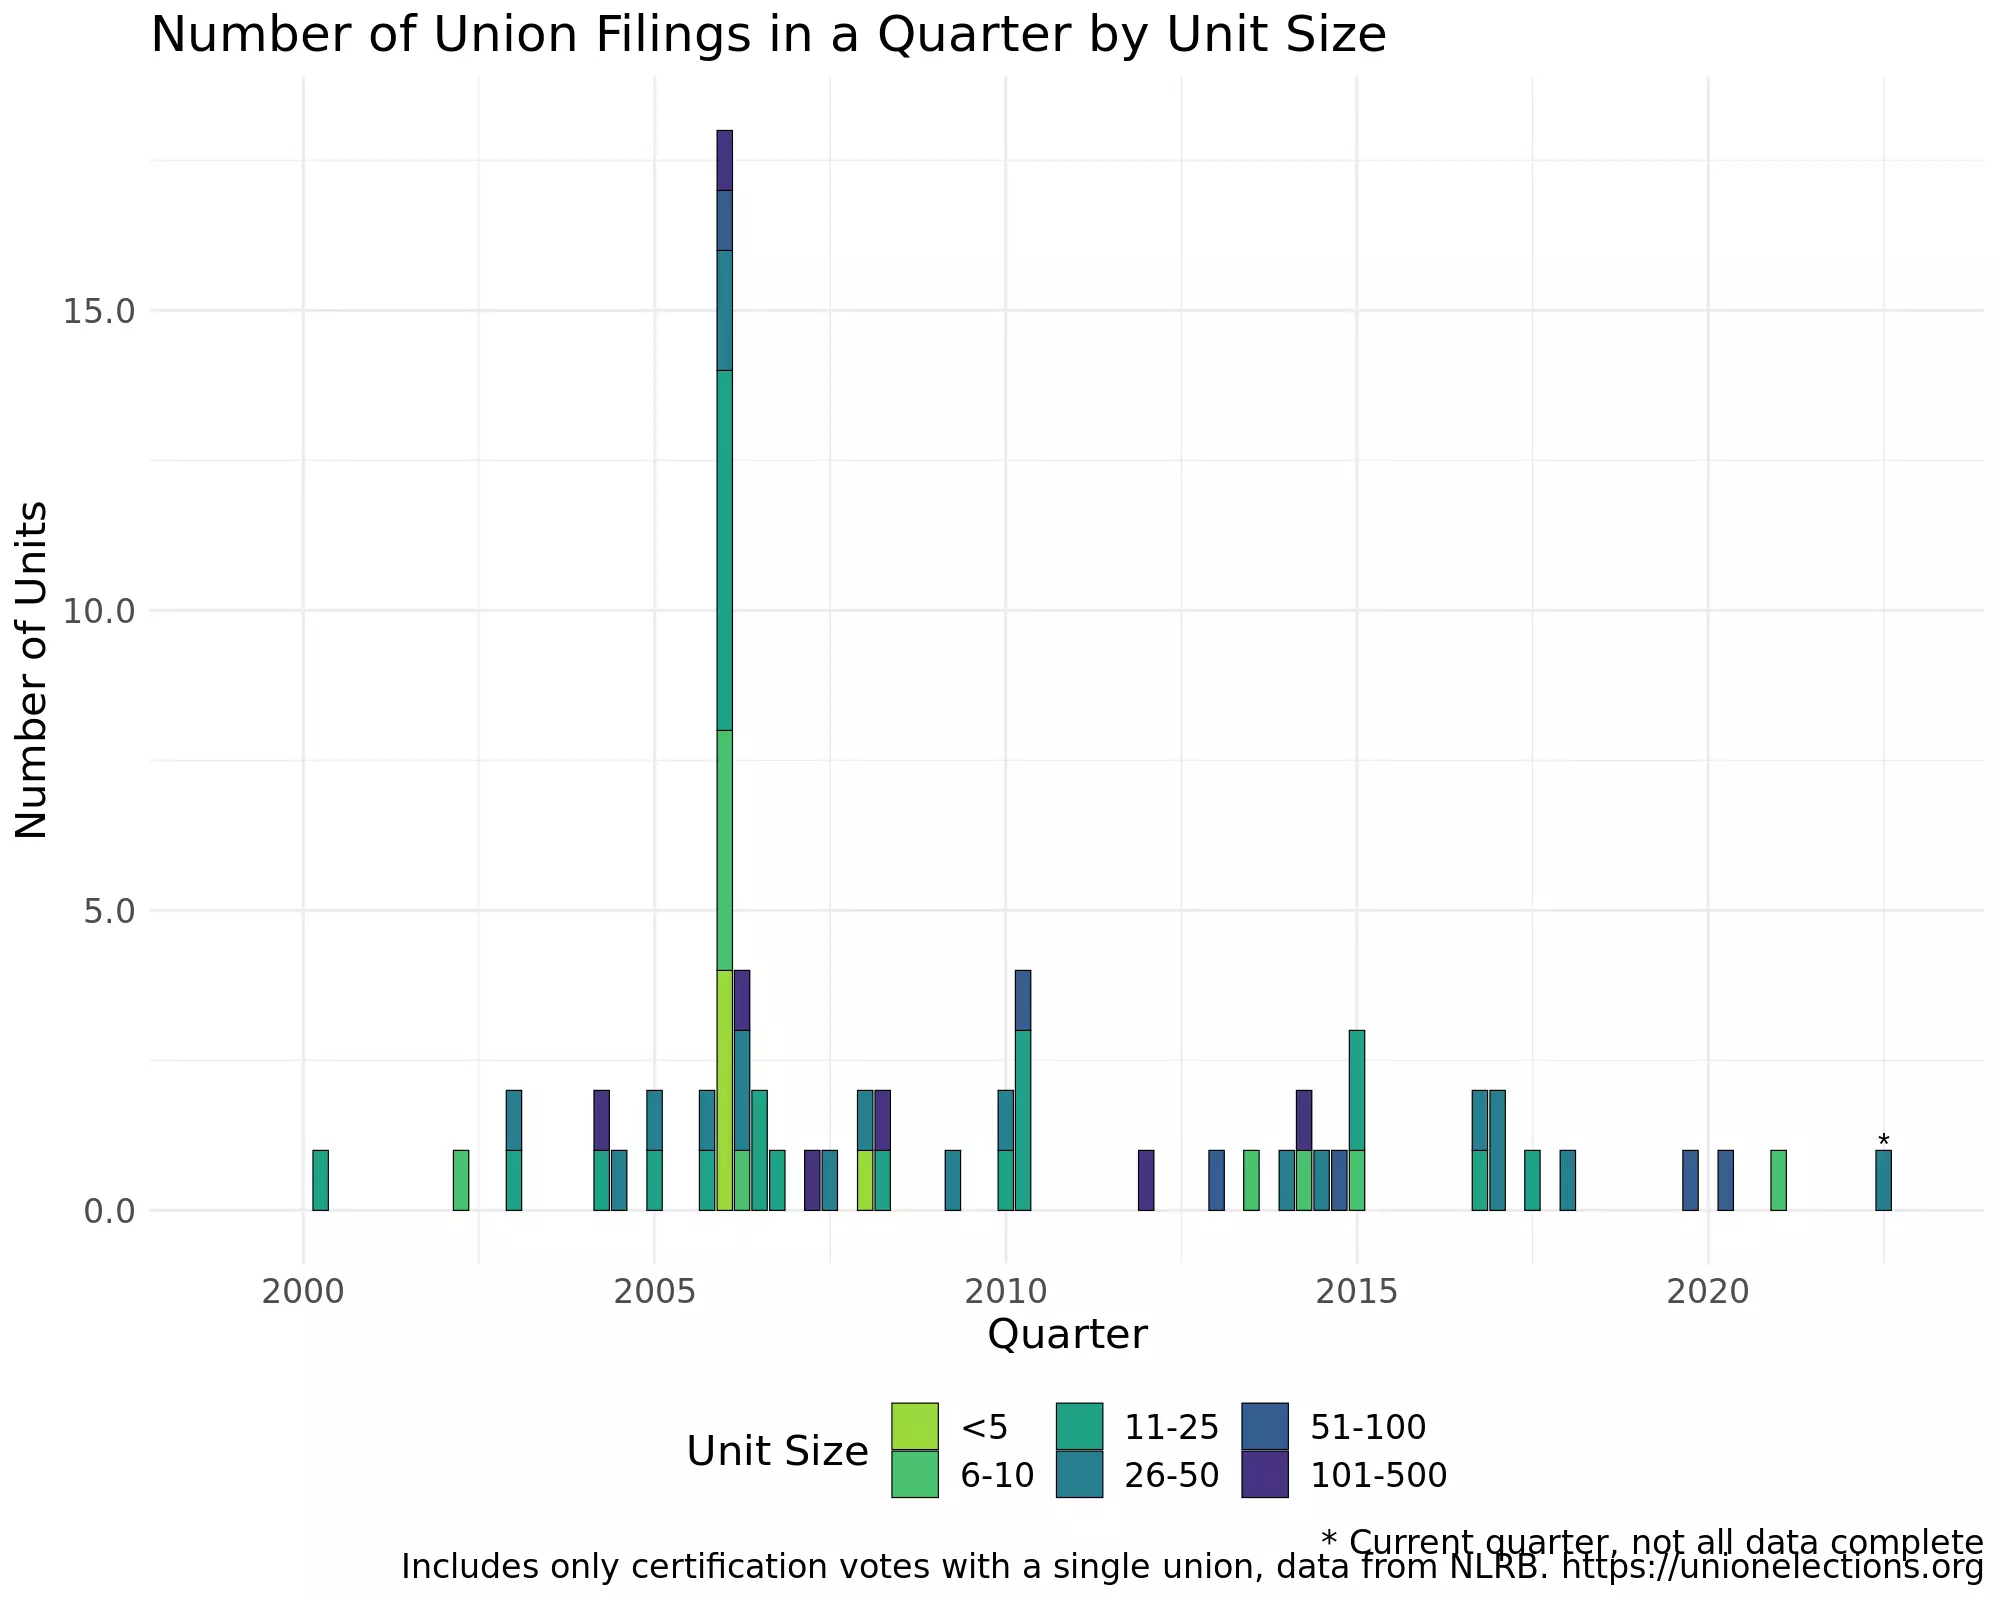 Number of Union Filings in a Quarter by Unit Size
Number of Units
15.0
10.0
5.0
0.0
*
2000 2005 2010 2015 2020
Quarter
Unit Size
<5 11-25 51-100
6-10 26-50 101-500
* Current quarter, not all data complete
Includes only certification votes with a single union, data from NLRB. https://unionelections.org